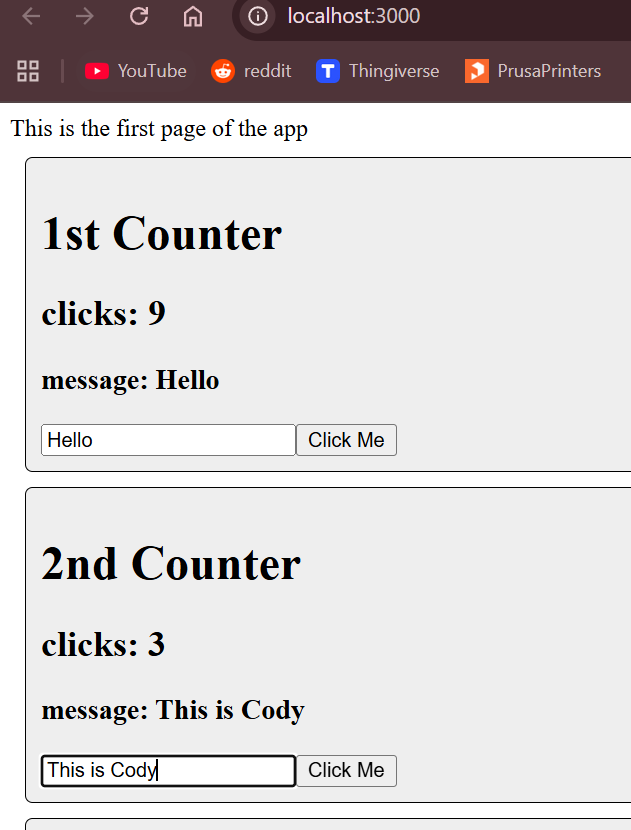 localhost:3000
YouTube reddit Thingiverse PrusaPrinters
This is the first page of the app
1st Counter
clicks: 9
message: Hello
Hello Click Me
2nd Counter
clicks: 3
message: This is Cody
This is Cody Click Me